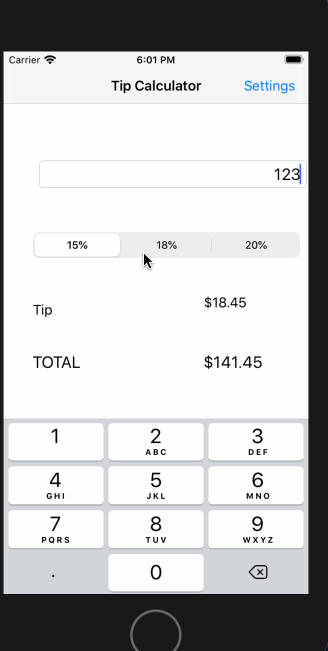 Carrier 6:01 PM
Tip Calculator Settings
123
15% 18% 20%
Tip $18.45
TOTAL $141.45
1 2 3
ABC DEF
4 5 6
GHI JKL MNO
7 8 9
PQRS TUV WXYZ
. 0